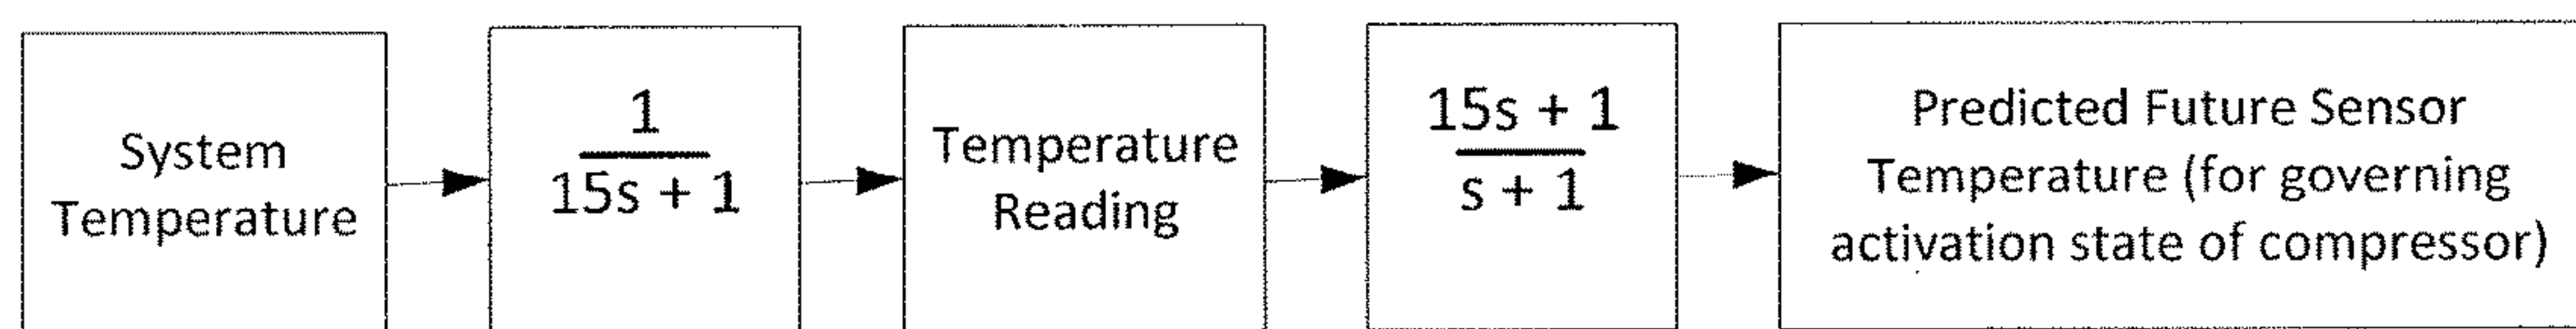 System
Temperature
1
15s + 1
Temperature
Reading
15s + 1
s + 1
Predicted Future Sensor
Temperature (for governing
activation state of compressor)